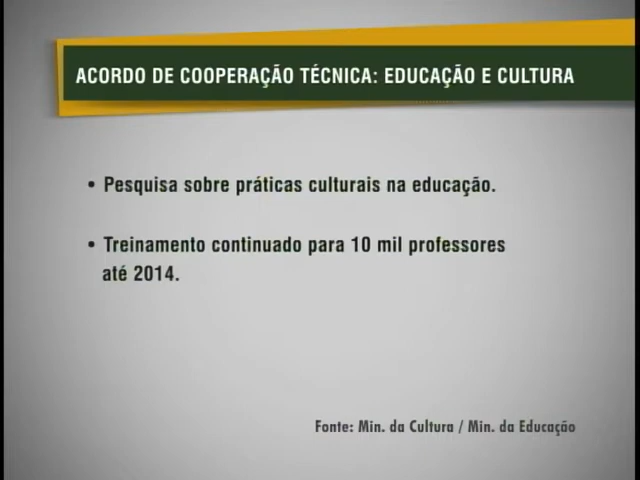 ACORDO DE COOPERAÇÃO TÉCNICA: EDUCAÇÃO E CULTURA
• Pesquisa sobre práticas culturais na educação.
• Treinamento continuado para 10 mil professores
até 2014.
Fonte: Min. da Cultura / Min. da Educação